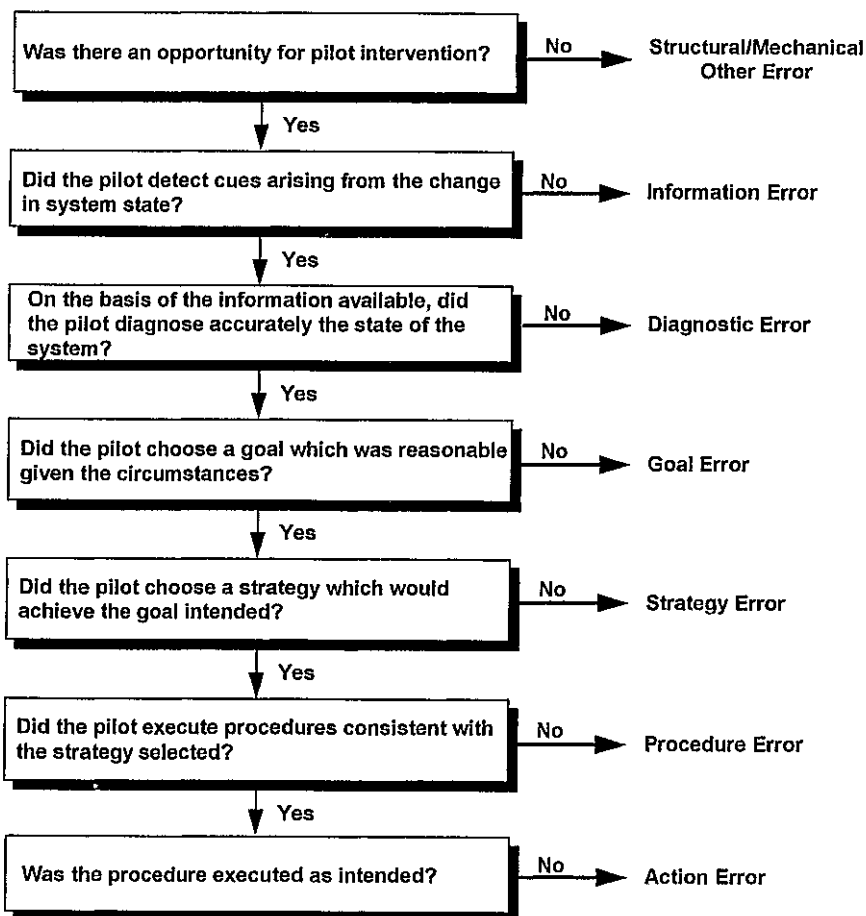 Was there an opportunity for pilot intervention?
No
Structural/Mechanical
Other Error
Yes
Did the pilot detect cues arising from the change
in system state?
No
Information Error
Yes
On the basis of the information available, did
the pilot diagnose accurately the state of the
system?
No
Diagnostic Error
Yes
Did the pilot choose a goal which was reasonable
given the circumstances?
No
Goal Error
Yes
Did the pilot choose a strategy which would
achieve the goal intended?
No
Strategy Error
Yes
Did the pilot execute procedures consistent with
the strategy selected?
No
Procedure Error
Yes
Was the procedure executed as intended?
No
Action Error